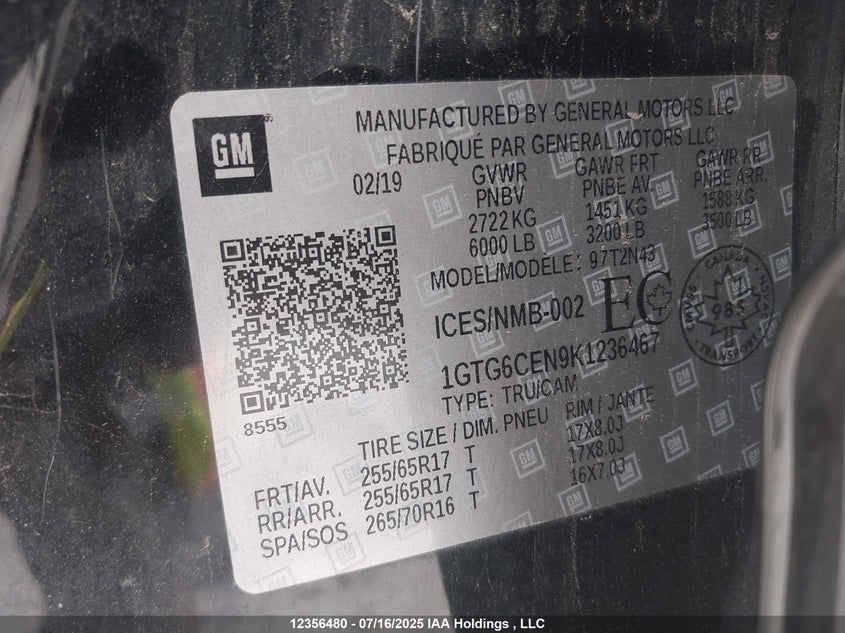 GM
MANUFACTURED BY GENERAL MOTORS LLC
FABRIQUÉ PAR GENERAL MOTORS LLC
02/19 GVWR GAWR FRT GAWR RR
PNBV PNBE AV. PNBE ARR.
2722 KG 1451 KG 1588 KG
6000 LB 3200 LB 3500 LB
MODEL/MODELE: 97T2N43
ICES/NMB-002 EC
CANADA
985
TRANSPORT
1GTG6CEN9K1236467
TYPE: TRU/CAM
8555
TIRE SIZE / DIM. PNEU RIM / JANTE
FRT/AV. 255/65R17 T 17X8.0J
RR/ARR. 255/65R17 T 17X8.0J
SPA/SOS 265/70R16 T 16X7.0J
12356480 - 07/16/2025 IAA Holdings , LLC